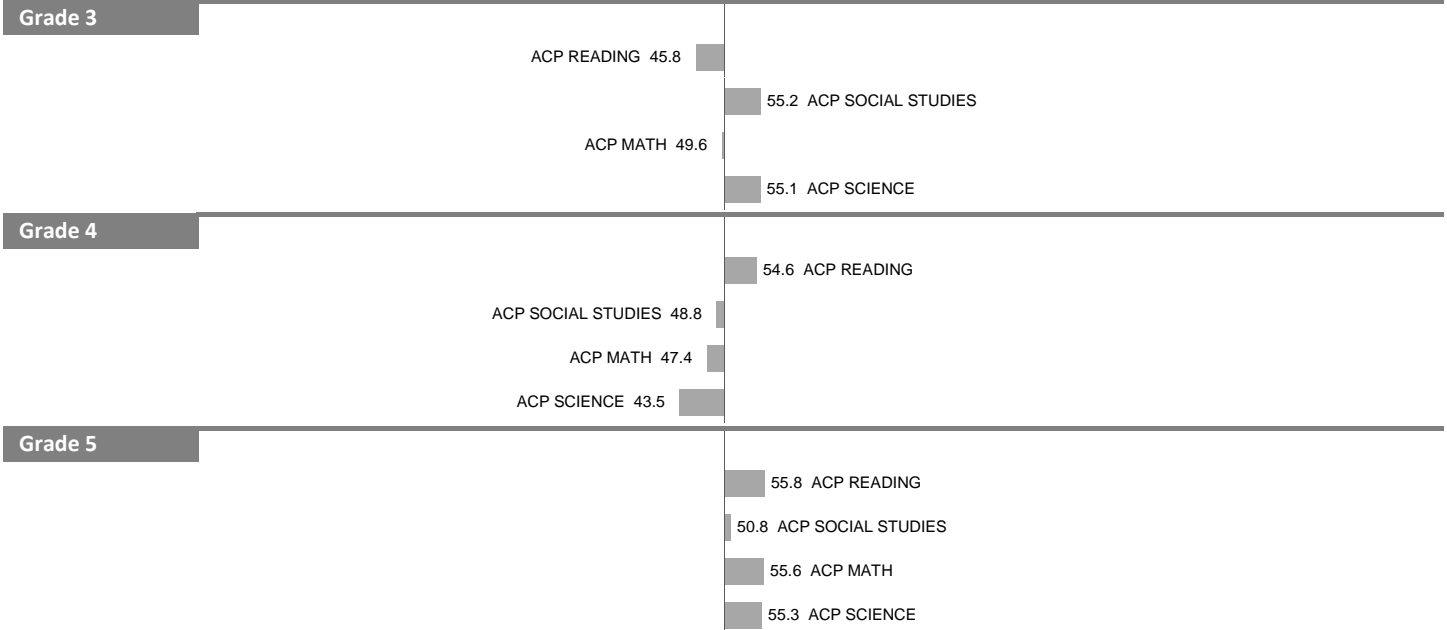 Grade 3
ACP READING 45.8
55.2 ACP SOCIAL STUDIES
ACP MATH 49.6
55.1 ACP SCIENCE
Grade 4
54.6 ACP READING
ACP SOCIAL STUDIES 48.8
ACP MATH 47.4
ACP SCIENCE 43.5
Grade 5
55.8 ACP READING
50.8 ACP SOCIAL STUDIES
55.6 ACP MATH
55.3 ACP SCIENCE